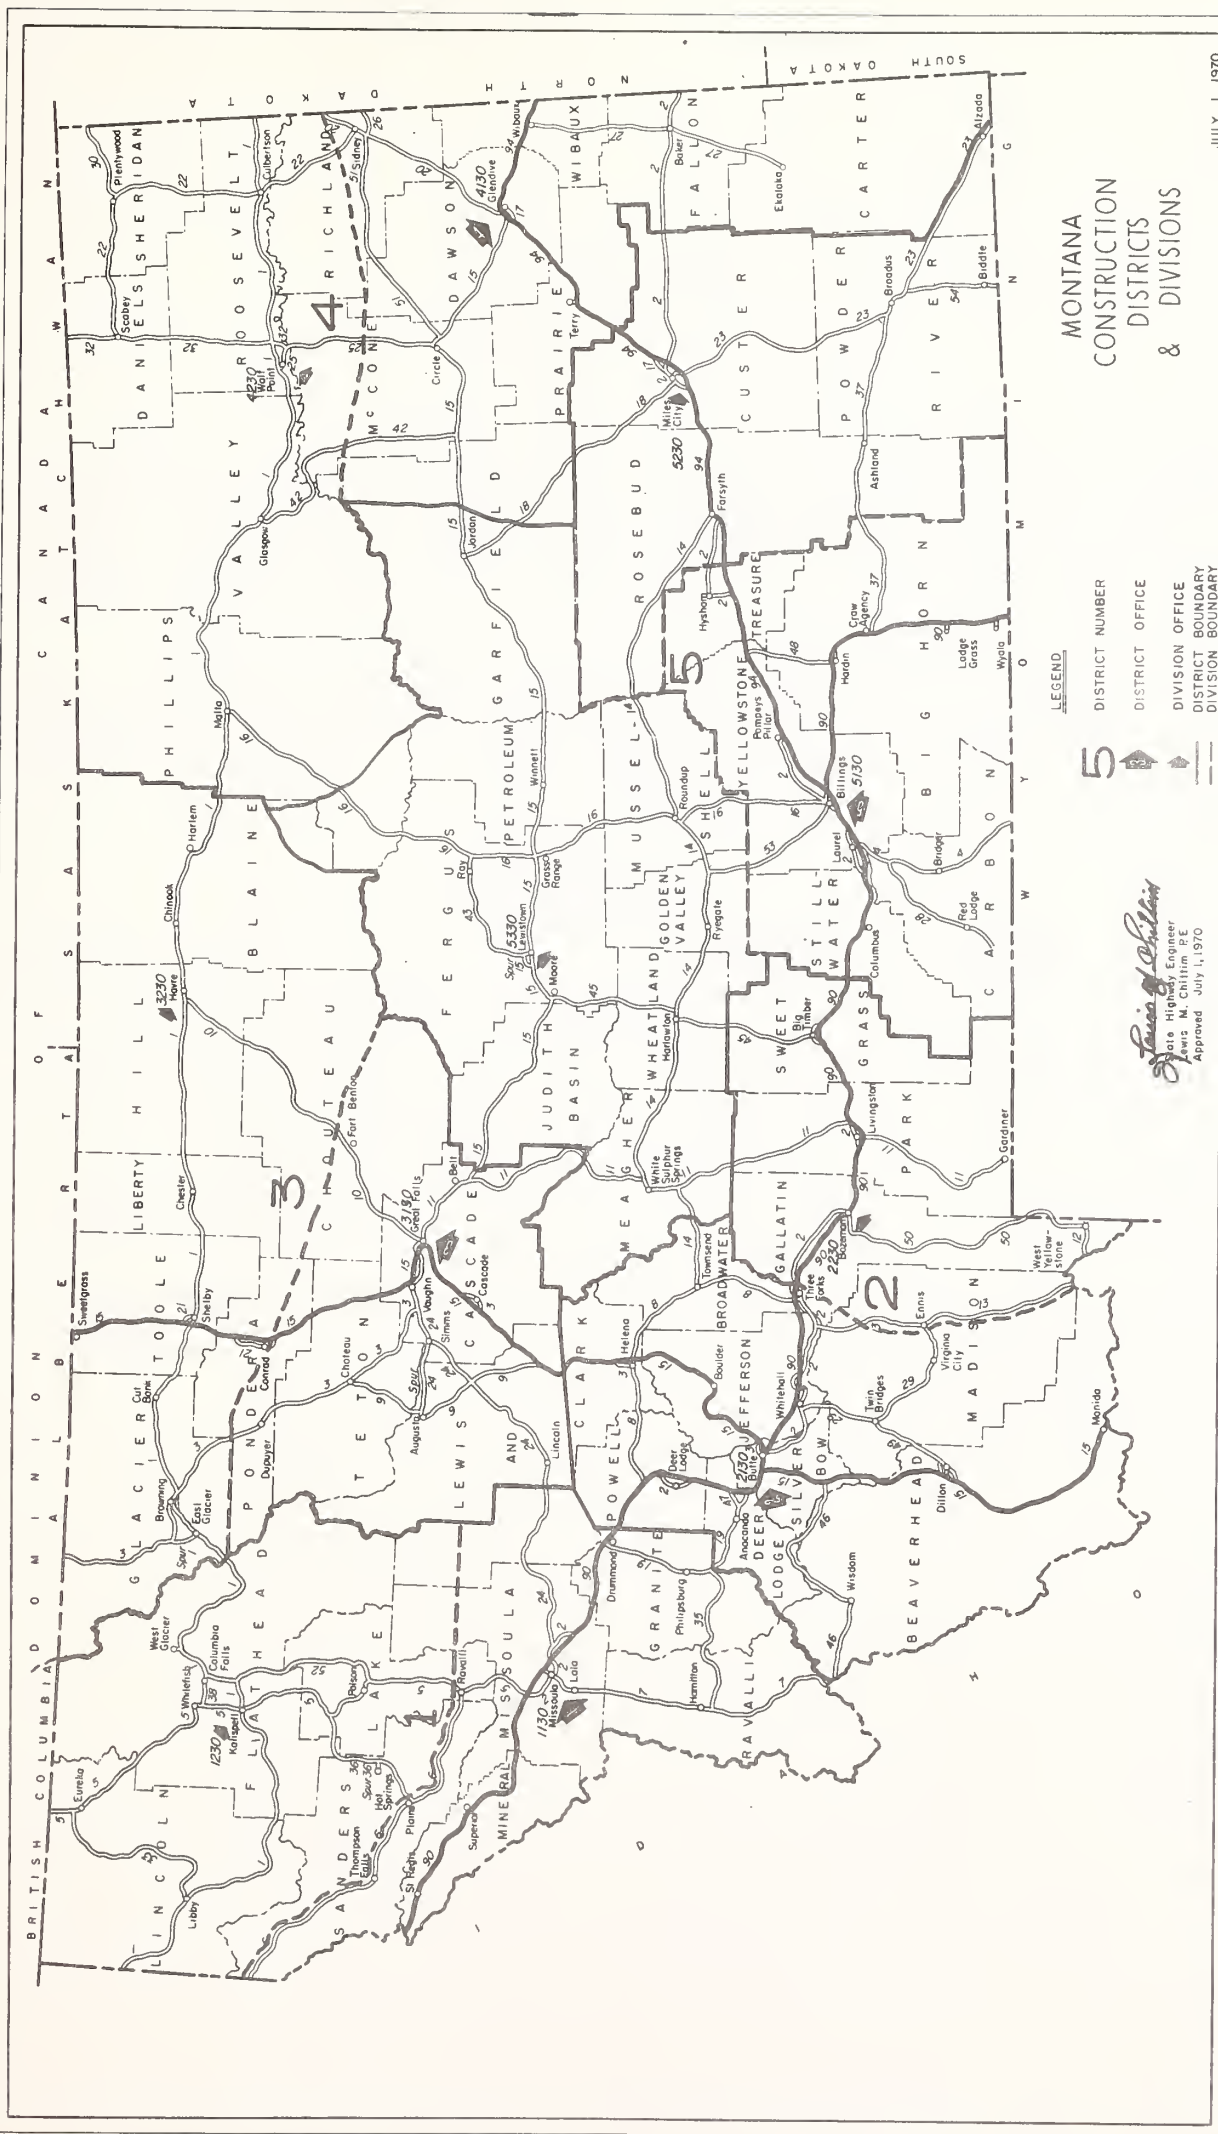 MONTANA
CONSTRUCTION
DISTRICTS
& DIVISIONS
LEGEND
5 DISTRICT NUMBER
DISTRICT OFFICE
DIVISION OFFICE
DISTRICT BOUNDARY
DIVISION BOUNDARY
State Highway Engineer
Lewis M. Chittim P.E.
Approved July 1, 1970
JULY 1, 1970
DOMINION OF CANADA
BRITISH COLUMBIA
ALBERTA
SASKATCHEWAN
NORTH DAKOTA
SOUTH DAKOTA
WYOMING
1
2
3
4
5
LINCOLN
FLATHEAD
SANDERS
LAKE
MINERAL
MISSOULA
RAVALLI
GRANITE
POWELL
DEER LODGE
SILVER BOW
BEAVERHEAD
MADISON
JEFFERSON
BROADWATER
GALLATIN
PARK
LEWIS AND CLARK
GLACIER
TOOLE
PONDERA
TETON
CASCADE
LIBERTY
HILL
CHOUTEAU
BLAINE
PHILLIPS
VALLEY
DANIELS
SHERIDAN
ROOSEVELT
RICHLAND
McCONE
DAWSON
GARFIELD
PRAIRIE
WIBAUX
FALLON
CARTER
CUSTER
POWDER RIVER
ROSEBUD
TREASURE
BIG HORN
YELLOWSTONE
MUSSELSHELL
PETROLEUM
FERGUS
JUDITH BASIN
MEAGHER
WHEATLAND
GOLDEN VALLEY
SWEET GRASS
STILLWATER
CARBON
Eureka
Libby
Whitefish
Columbia Falls
West Glacier
1230 Kalispell
Polson
Ravalli
Hot Springs
Spur 36
Plains
Thompson Falls
St Regis
Superior
1130 Missoula
Lolo
Hamilton
Drummond
Philipsburg
Deer Lodge
Anaconda
2130 Butte
Wisdom
Dillon
Monida
Twin Bridges
Virginia City
Ennis
Whitehall
Boulder
Helena
Townsend
Three Forks
2230 Bozeman
West Yellowstone
Gardiner
Livingston
Big Timber
White Sulphur Springs
Harlowton
Ryegate
Roundup
Lincoln
Augusta
Choteau
Simms
Vaughn
Cascade
3130 Great Falls
Belt
Fort Benton
Dupuyer
Conrad
Shelby
Sweetgrass
Cut Bank
Browning
East Glacier
Spur
Chester
3230 Havre
Chinook
Harlem
Malta
Glasgow
4230 Wolf Point
Scobey
Plentywood
Culbertson
Sidney
4130 Glendive
Wibaux
Circle
Jordan
Terry
Baker
Ekalaka
Alzada
Broadus
Biddle
Ashland
Miles City
5230
Forsyth
Hysham
Crow Agency
Hardin
Lodge Grass
Wyola
Pompeys Pillar
Billings 5130
Laurel
Bridger
Red Lodge
Columbus
Winnett
Grass Range
Roy
5330 Lewistown
Spur
Moore